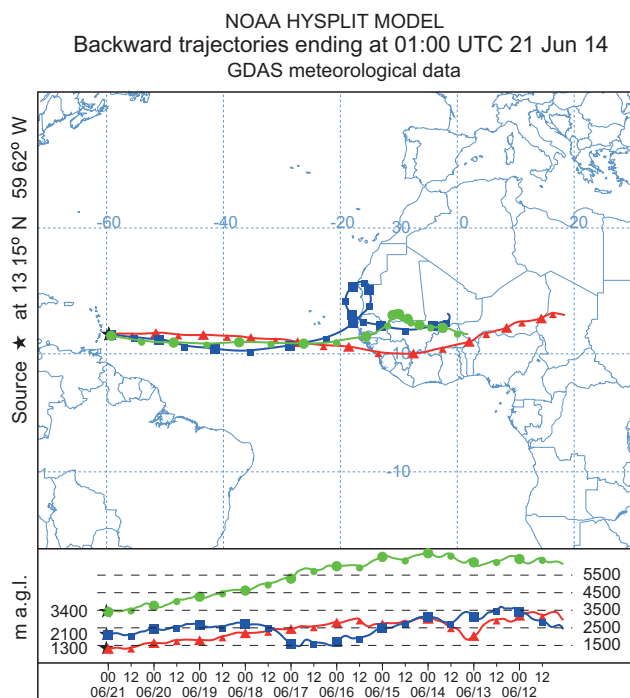 NOAA HYSPLIT MODEL
Backward trajectories ending at 01:00 UTC 21 Jun 14
GDAS meteorological data
Source ★ at 13 15º N 59 62º W
-60 -40 -20 30 0 20
10
-10
m a.g.l.
5500
4500
3400 3500
2100 2500
1300 1500
00 12 00 12 00 12 00 12 00 12 00 12 00 12 00 12 00 12 00 12
06/21 06/20 06/19 06/18 06/17 06/16 06/15 06/14 06/13 06/12